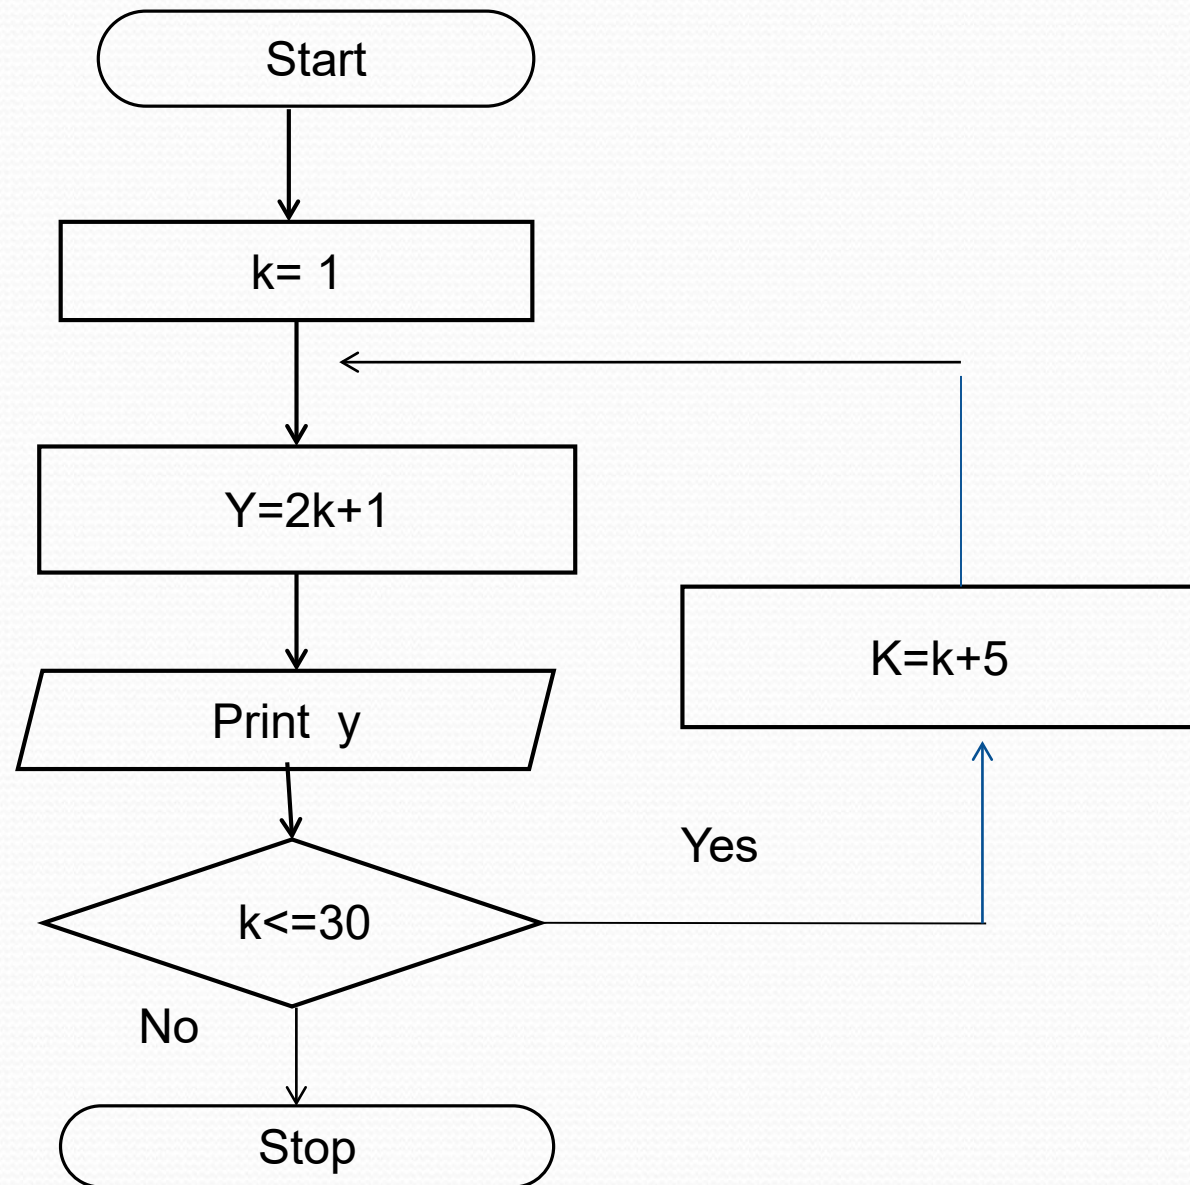 Start
k= 1
Y=2k+1
K=k+5
Print y
Yes
k<=30
No
Stop